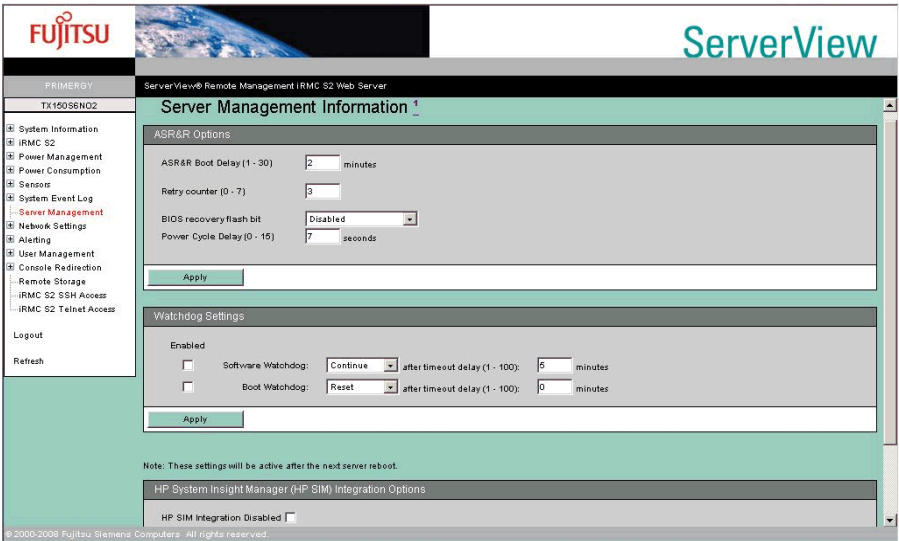 FUJITSU
ServerView
PRIMERGY
ServerView® Remote Management iRMC S2 Web Server
TX150S6NO2
System Information
iRMC S2
Power Management
Power Consumption
Sensors
System Event Log
Server Management
Network Settings
Alerting
User Management
Console Redirection
Remote Storage
iRMC S2 SSH Access
iRMC S2 Telnet Access
Logout
Refresh
Server Management Information 1
ASR&R Options
ASR&R Boot Delay (1 - 30) 2 minutes
Retry counter (0 - 7) 3
BIOS recovery flash bit Disabled
Power Cycle Delay (0 - 15) 7 seconds
Apply
Watchdog Settings
Enabled
Software Watchdog: Continue after timeout delay (1 - 100): 5 minutes
Boot Watchdog: Reset after timeout delay (1 - 100): 0 minutes
Apply
Note: These settings will be active after the next server reboot.
HP System Insight Manager (HP SIM) Integration Options
HP SIM Integration Disabled
© 2000-2008 Fujitsu Siemens Computers All rights reserved.